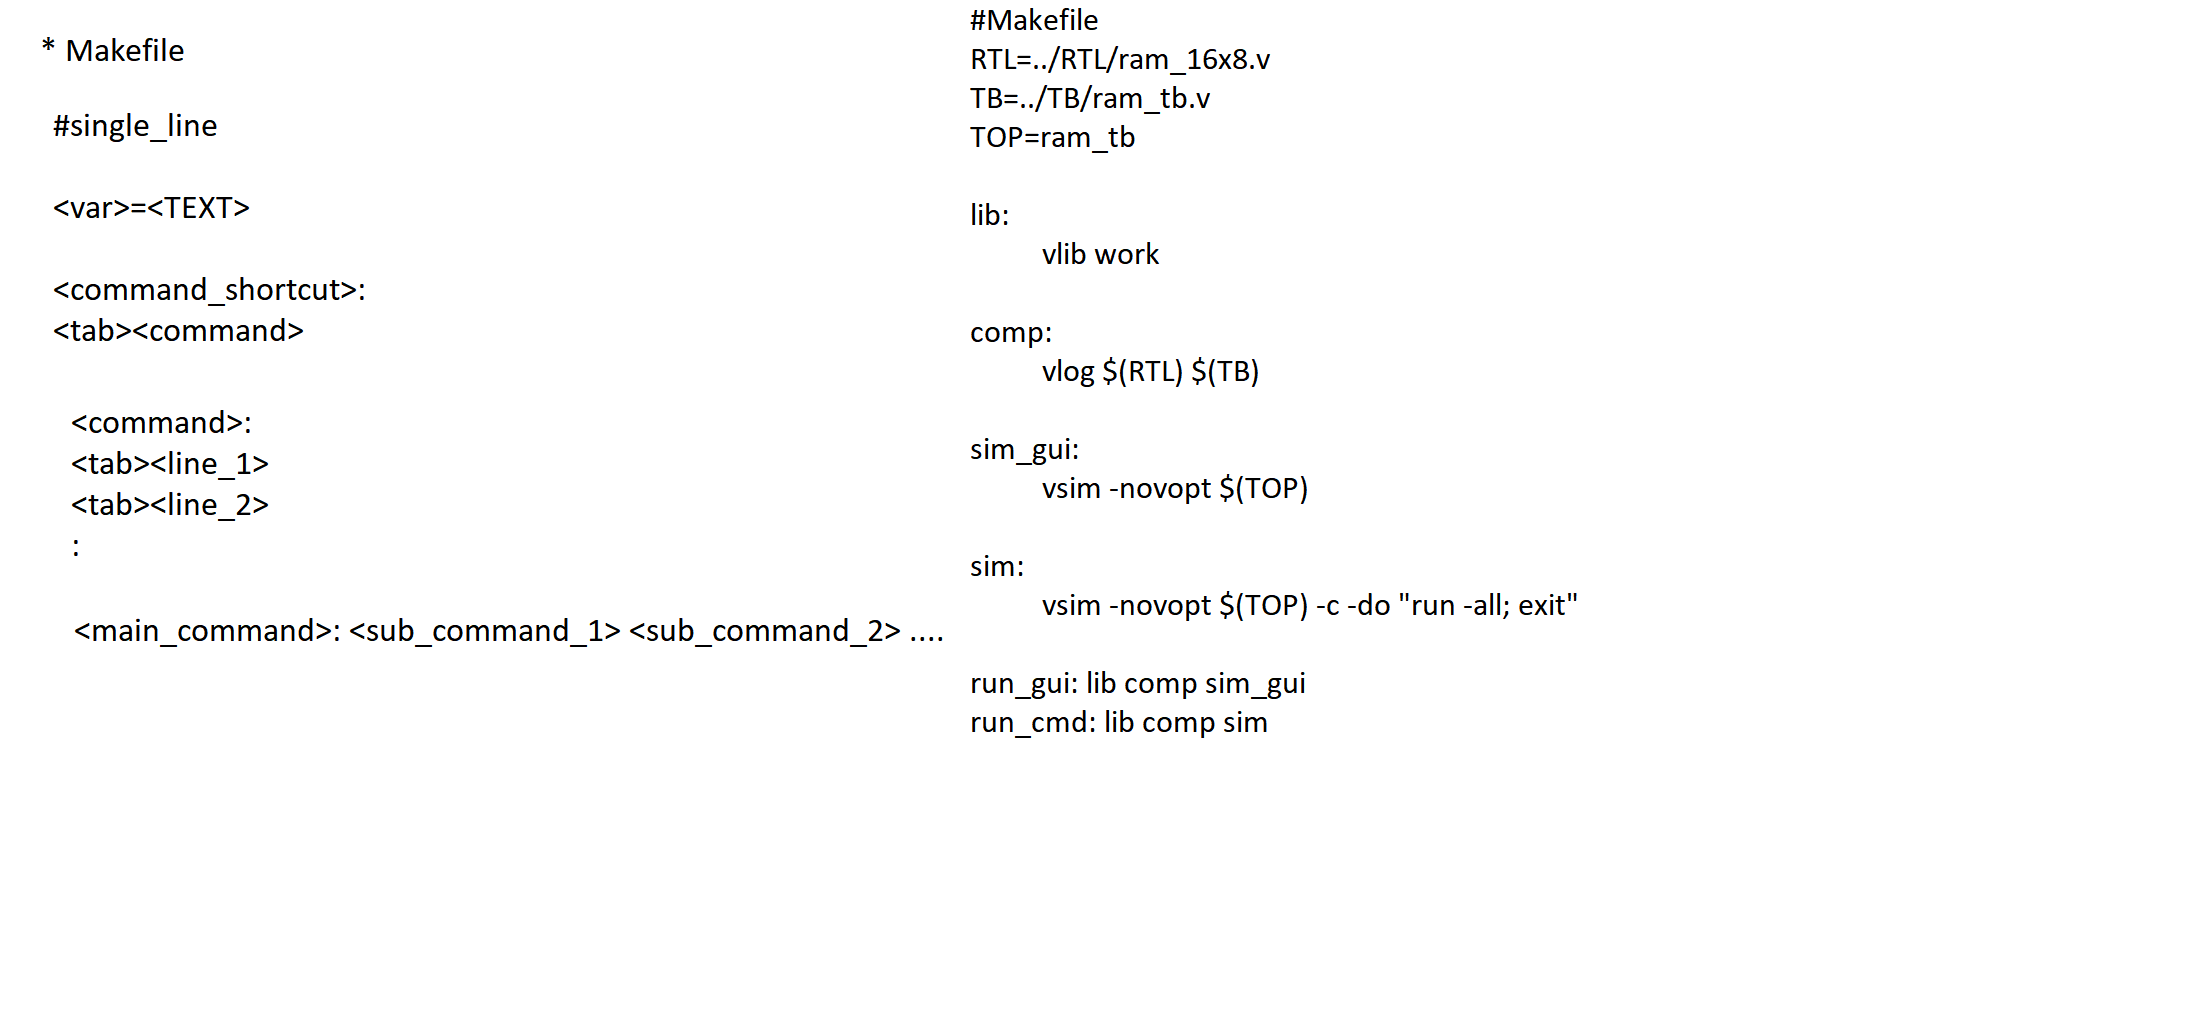 * Makefile
#single_line
<var>=<TEXT>
<command_shortcut>:
<tab><command>
<command>:
<tab><line_1>
<tab><line_2>
:
<main_command>: <sub_command_1> <sub_command_2> ....
#Makefile
RTL=../RTL/ram_16x8.v
TB=../TB/ram_tb.v
TOP=ram_tb
lib:
vlib work
comp:
vlog $(RTL) $(TB)
sim_gui:
vsim -novopt $(TOP)
sim:
vsim -novopt $(TOP) -c -do "run -all; exit"
run_gui: lib comp sim_gui
run_cmd: lib comp sim